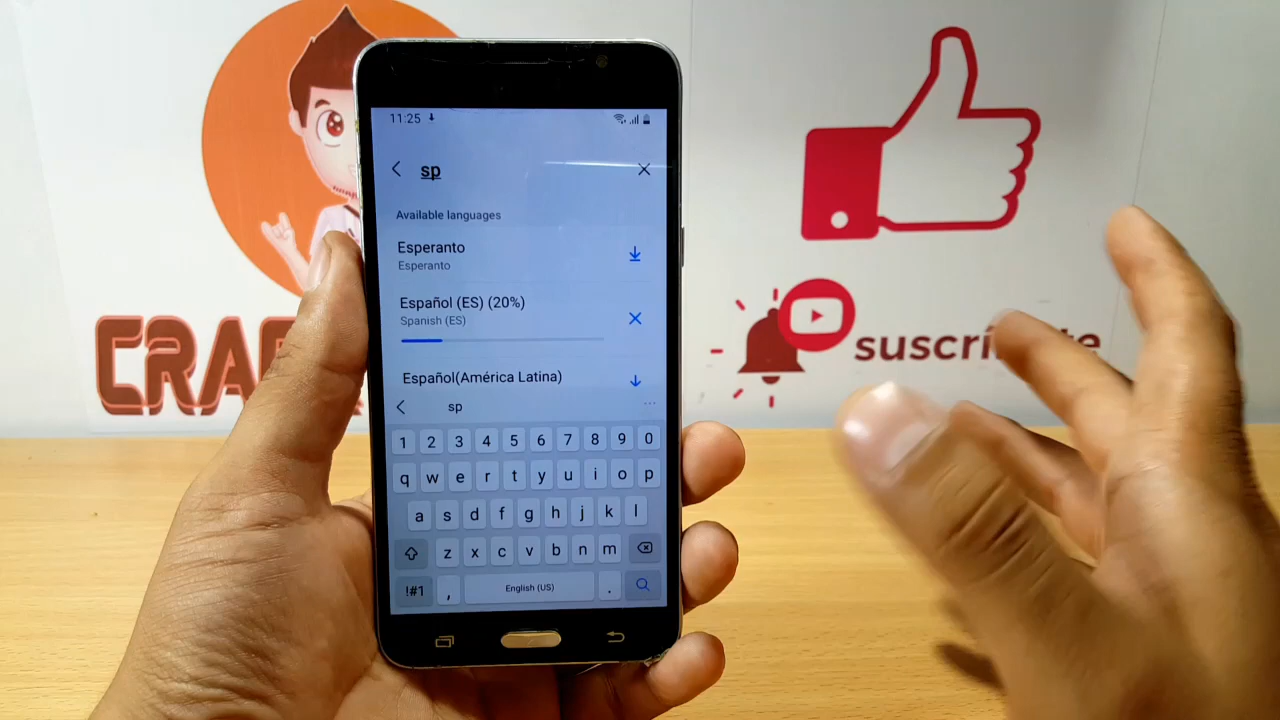 11:25
sp
Available languages
Esperanto
Esperanto
Español (ES) (20%)
Spanish (ES)
Español(América Latina)
sp
1 2 3 4 5 6 7 8 9 0
q w e r t y u i o p
a s d f g h j k l
z x c v b n m
!#1 , English (US) .